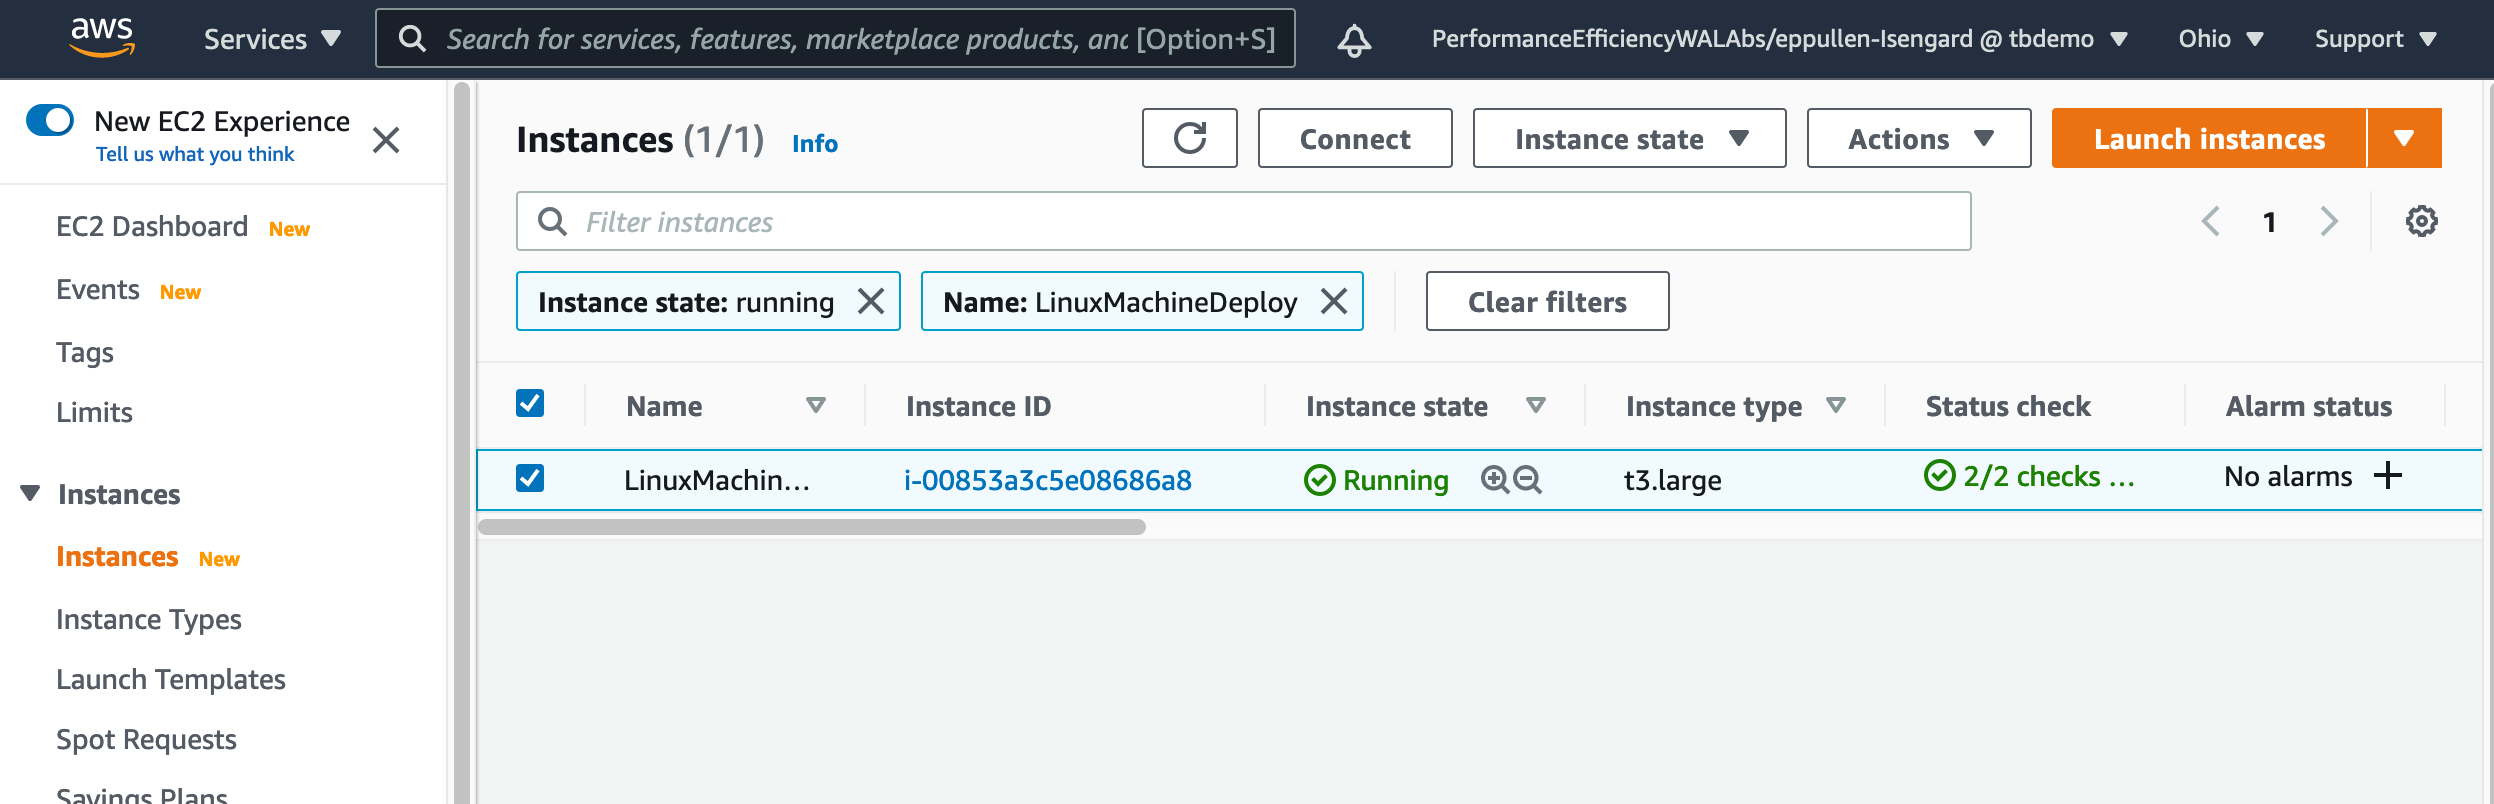 aws
Services
Search for services, features, marketplace products, and [Option+S]
PerformanceEfficiencyWALAbs/eppullen-Isengard @ tbdemo
Ohio
Support
New EC2 Experience
Tell us what you think
EC2 Dashboard New
Events New
Tags
Limits
Instances
Instances New
Instance Types
Launch Templates
Spot Requests
Savings Plans
Instances (1/1) Info
Connect
Instance state
Actions
Launch instances
Filter instances
1
Instance state: running
Name: LinuxMachineDeploy
Clear filters
Name Instance ID Instance state Instance type Status check Alarm status
LinuxMachin... i-00853a3c5e08686a8 Running t3.large 2/2 checks ... No alarms